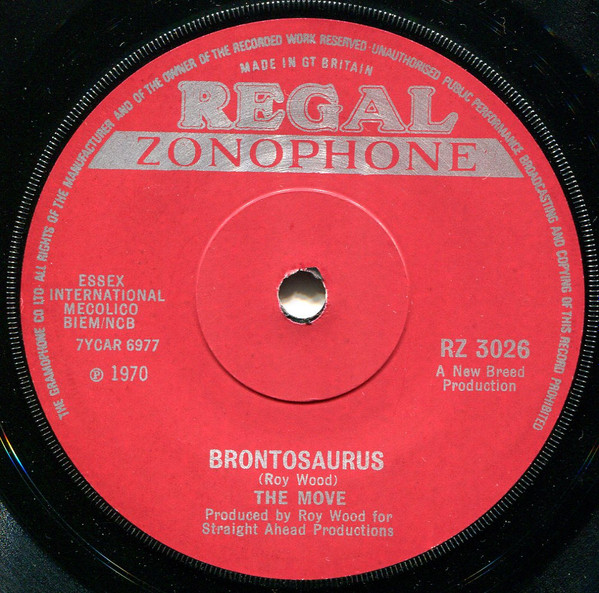 THE GRAMOPHONE CO LTD·ALL RIGHTS OF THE MANUFACTURER AND OF THE OWNER OF THE RECORDED WORK RESERVED·UNAUTHORISED PUBLIC PERFORMANCE BROADCASTING AND COPYING OF THIS RECORD PROHIBITED
MADE IN GT BRITAIN
REGAL
ZONOPHONE
ESSEX
INTERNATIONAL
MECOLICO
BIEM/NCB
7YCAR 6977
℗ 1970
RZ 3026
A New Breed
Production
BRONTOSAURUS
(Roy Wood)
THE MOVE
Produced by Roy Wood for
Straight Ahead Productions